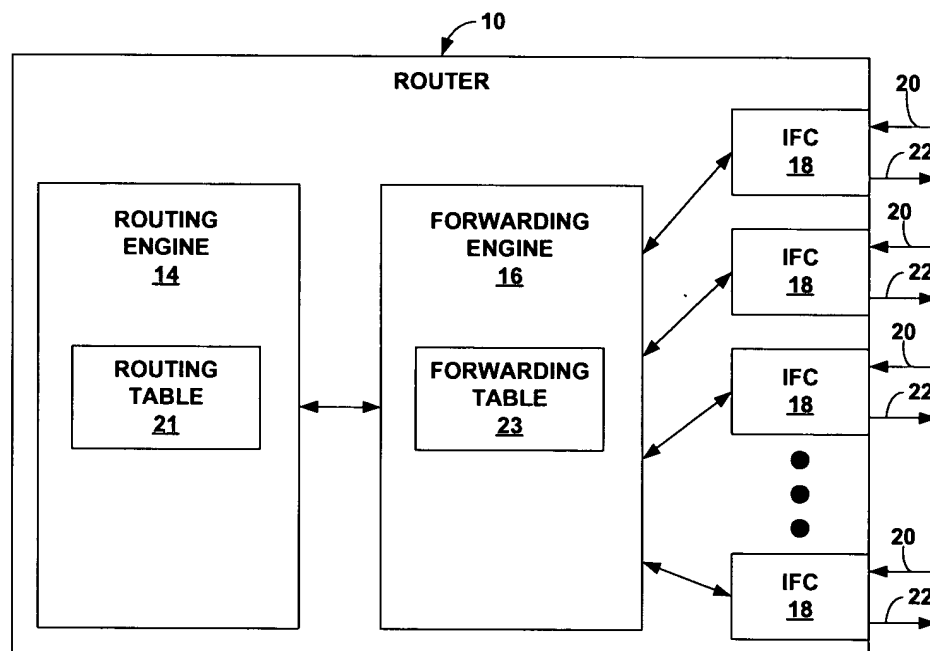 10
ROUTER
20
IFC
18
22
ROUTING
ENGINE
14
FORWARDING
ENGINE
16
20
IFC
18
22
ROUTING
TABLE
21
FORWARDING
TABLE
23
20
IFC
18
22
20
IFC
18
22